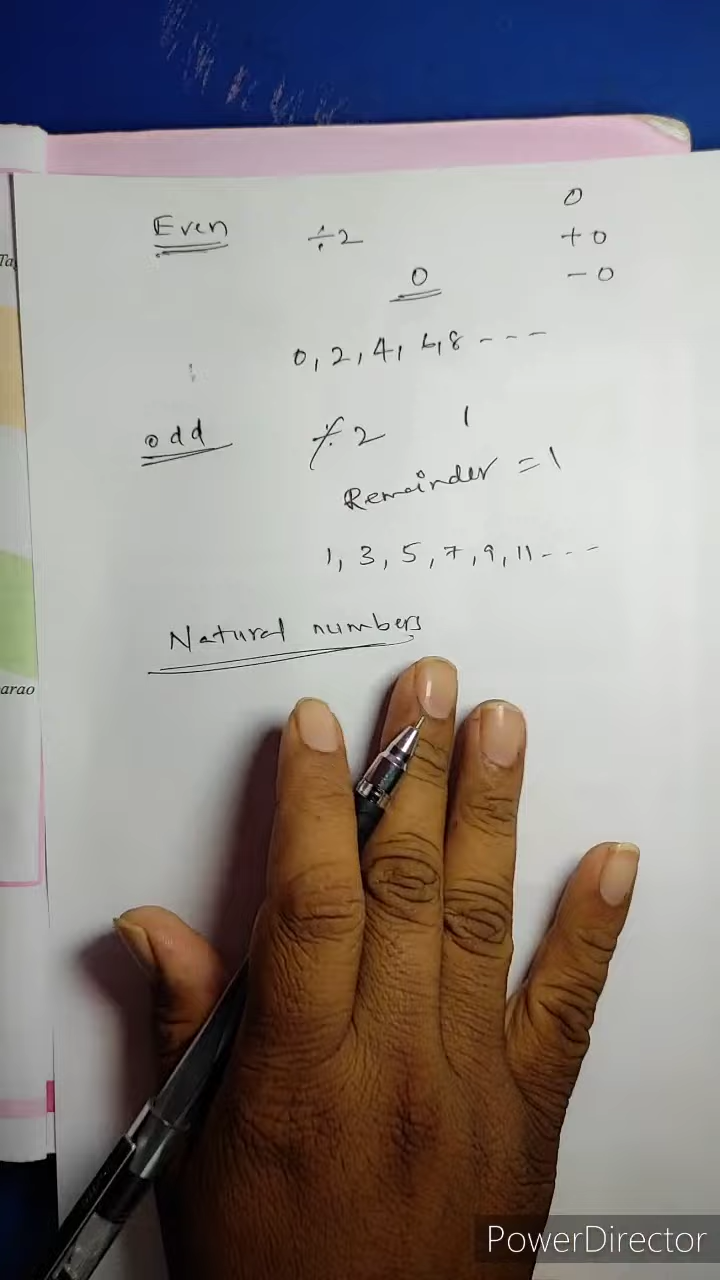 Even ÷2 0
+0
0 -0
0, 2, 4, 6, 8 - - -
odd ÷2 1
Remainder = 1
1, 3, 5, 7, 9, 11 - - -
Natural numbers
arao
PowerDirector